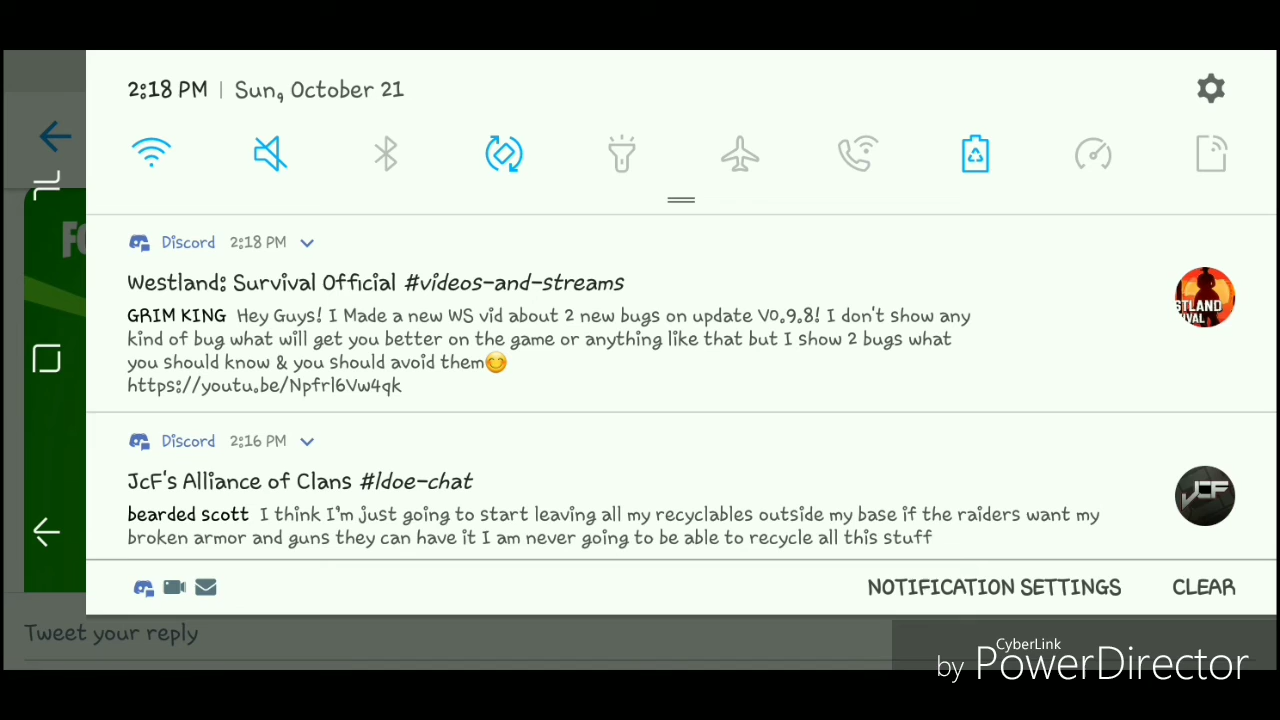 2:18 PM | Sun, October 21
Discord 2:18 PM
Westland: Survival Official #videos-and-streams
GRIM KING Hey Guys! I Made a new WS vid about 2 new bugs on update V0.9.8! I don't show any
kind of bug what will get you better on the game or anything like that but I show 2 bugs what
you should know & you should avoid them😊
https://youtu.be/Npfrl6Vw4qk
STLAND
Discord 2:16 PM
JcF's Alliance of Clans #ldoe-chat
JCF
bearded scott I think I'm just going to start leaving all my recyclables outside my base if the raiders want my
broken armor and guns they can have it I am never going to be able to recycle all this stuff
NOTIFICATION SETTINGS CLEAR
Tweet your reply
CyberLink
by PowerDirector